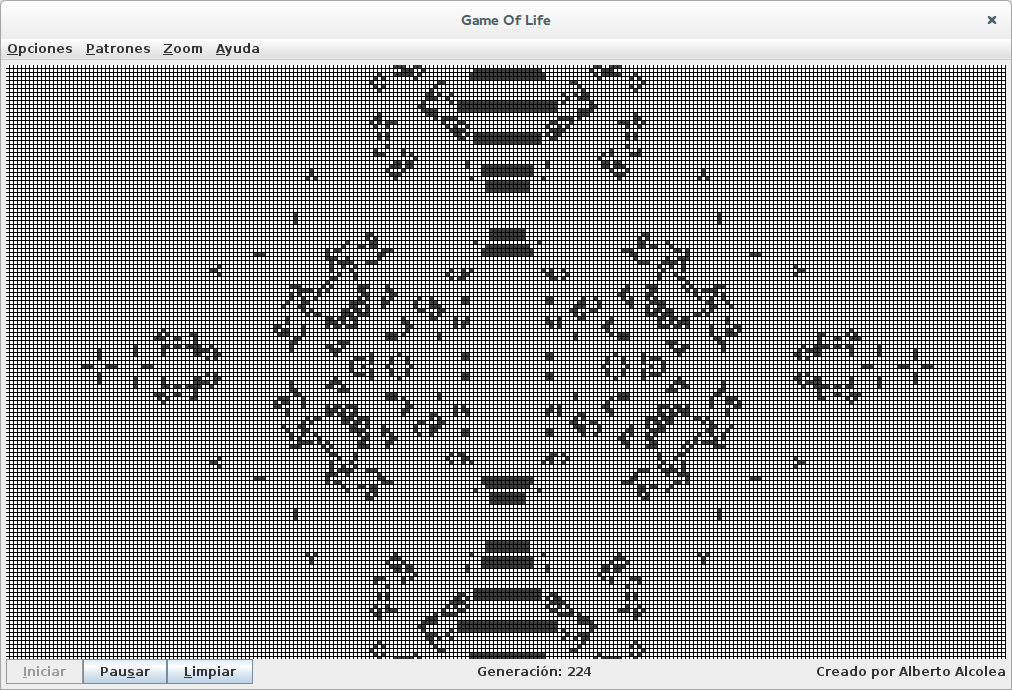 Game Of Life ×
Opciones Patrones Zoom Ayuda
Iniciar Pausar Limpiar Generación: 224 Creado por Alberto Alcolea